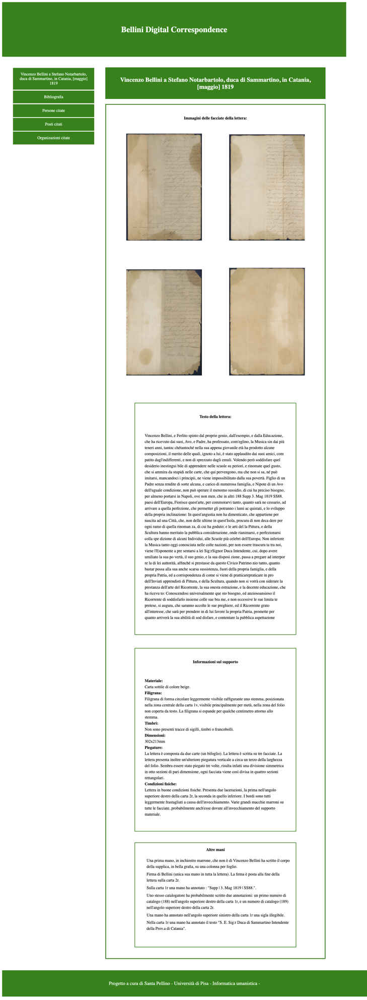 Bellini Digital Correspondence
Vincenzo Bellini a Stefano Notarbartolo,
duca di Sammartino, in Catania, [maggio]
1819
Bibliografia
Persone citate
Posti citati
Organizazioni citate
Vincenzo Bellini a Stefano Notarbartolo, duca di Sammartino, in Catania,
[maggio] 1819
Immagini delle facciate della lettera:
Testo della lettera:
Vincenzo Bellini, e Ferlito spinto dal proprio genio, dall'esempio, e dalla Educazione,
che ha ricevuto dai suoi, Avo, e Padre, ha professato, com'eglino, la Musica sin dai più
teneri anni, tantoc chétantoché nella sua appena giovanile età ha prodotto alcune
composizioni, il merito delle quali, ignoto a lui, è stato applaudito dai suoi amici, com
patito dagl'indifferenti, e non di sprezzato dagli emuli. Volendo però soddisfare quel
desiderio inestingui bile di apprendere nelle scuole su periori, e rinomate quel gusto,
che si ammira da stupidi nelle carte, che qui pervengono, ma che non si sa, né può
imitarsi, mancandoci i principii, ne viene impossibilitato dalla sua povertà. Figlio di un
Padre senza rendite di sorte alcuna, e carico di numerosa famiglia, e Nipote di un Avo
dell'uguale condizione, non può sperare il menomo sussidio, di cui ha preciso bisogno,
per almeno portarsi in Napoli, ove non men, che in altri 188 Supp 3. Mag 1819 SS88.
paesi dell'Europa, Fiorisce quest'arte, per commorarvi tanto, quanto sarà ne cessario, ad
arrivare a quella perfezione, che permetter gli potranno i lumi ac quistati, e lo sviluppo
della propria inclinazione: In quest'angustia non ha dimenticato, che appartiene per
nascita ad una Città, che, non delle ultime in quest'Isola, procura di non deca dere per
ogni ramo di quella rinoman za, di cui ha goduto; e le arti del la Pittura, e della
Scultura hanno meritato la pubblica considerazione, onde rianimarsi, e perfezionarsi
colla spe dizione di alcuni Individui, alle Scuole più celebri dell'Europa; Non inferiore
la Musica tanto oggi conosciuta nelle colte nazioni, per non essere trascura ta tra noi,
viene l'Esponente a pre sentarsi a lei Sig:rSignor Duca Intendente, cui, dopo avere
umiliato la sua po vertà, il suo genio, e la sua disposi zione, passa a pregare ad interpor
re la di lei auttorità, affinché si prestasse da questo Civico Patrimo nio tanto, quanto
bastar possa alla sua anche scarsa sussistenza, fuori della propria famiglia, e della
propria Patria, ed a corrispondenza di come si viene di pratticarepraticare in pro
dell'Inviati apprendisti di Pittura, e della Scultura, quando non si vorrà con siderare la
prestanza dell'arte del Ricorrente, la sua onesta estrazione, e la decente educazione, che
ha ricevu to: Conoscendosi universalmente que sto bisogno, ed anziosoansioso il
Ricorrente di soddisfarlo insieme colle sue bra me, e non eccessive le sue limita te
pretese, si augura, che saranno accolte le sue preghiere, ed il Ricorrente grato
all'interesse, che sarà per prendere in di lui favore la propria Patria, promette per
quanto arriverà la sua abilità di sod disfare, e contentare la pubblica aspettazione
Informazioni sul supporto
Materiale:
Carta sottile di colore beige.
Filigrana:
Filigrana di forma circolare leggermente visibile raffigurante uno stemma, posizionata
nella zona centrale della carta 1v, visibile principalmente per metà, nella zona del folio
non coperta da testo. La filigrana si espande per qualche centimetro attorno allo
stemma.
Timbri:
Non sono presenti tracce di sigilli, timbri o francobolli.
Dimensioni:
302x213mm
Piegature:
La lettera è composta da due carte (un bifoglio). La lettera è scritta su tre facciate. La
lettera presenta inoltre un'ulteriore piegatura verticale a circa un terzo della larghezza
del folio. Sembra essere stato piegato tre volte, risulta infatti una divisione simmetrica
in otto sezioni di pari dimensione, ogni facciata viene così divisa in quattro sezioni
rettangolari.
Condizioni fisiche:
Lettera in buone condizioni fisiche. Presenta due lacerazioni, la prima nell'angolo
superiore destro della carta 2r, la seconda in quello inferiore. I bordi sono tutti
leggermente frastagliati a causa dell'invecchiamento. Varie grandi macchie marroni su
tutte le facciate, probabilmente anch'esse dovute all'invecchiamento del supporto
materiale.
Altre mani
Una prima mano, in inchiostro marrone, che non è di Vincenzo Bellini ha scritto il corpo
della supplica, in bella grafia, su una colonna per foglio.
Firma di Bellini (unica sua mano in tutta la lettera). La firma è posta alla fine della
lettera sulla carta 2r.
Sulla carta 1r una mano ha annotato : "Supp | 3. Mag 1819 | SS88.".
Uno stesso catalogatore ha probabilmente scritto due annotazioni: un primo numero di
catalogo (188) nell'angolo superiore destro della carta 1r, e un numero di catalogo (189)
nell'angolo superiore destro della carta 2r.
Una mano ha annotato nell'angolo superiore sinistro della carta 1r una sigla illegibile.
Nella carta 1r una mano ha annotato il testo "S. E. Sig:r Duca di Sammartino Intendente
della Prov.a di Catania".
Progetto a cura di Santa Pellino - Università di Pisa - Informatica umanistica -